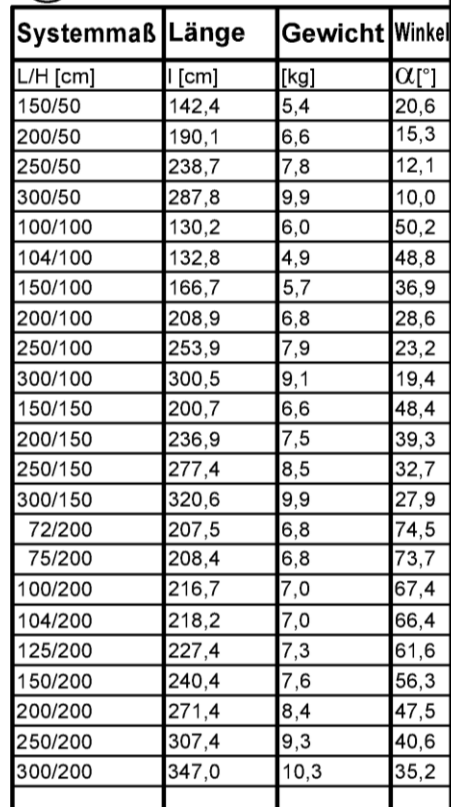 Systemmaß Länge Gewicht Winkel
L/H [cm] l [cm] [kg] α[°]
150/50 142,4 5,4 20,6
200/50 190,1 6,6 15,3
250/50 238,7 7,8 12,1
300/50 287,8 9,9 10,0
100/100 130,2 6,0 50,2
104/100 132,8 4,9 48,8
150/100 166,7 5,7 36,9
200/100 208,9 6,8 28,6
250/100 253,9 7,9 23,2
300/100 300,5 9,1 19,4
150/150 200,7 6,6 48,4
200/150 236,9 7,5 39,3
250/150 277,4 8,5 32,7
300/150 320,6 9,9 27,9
72/200 207,5 6,8 74,5
75/200 208,4 6,8 73,7
100/200 216,7 7,0 67,4
104/200 218,2 7,0 66,4
125/200 227,4 7,3 61,6
150/200 240,4 7,6 56,3
200/200 271,4 8,4 47,5
250/200 307,4 9,3 40,6
300/200 347,0 10,3 35,2